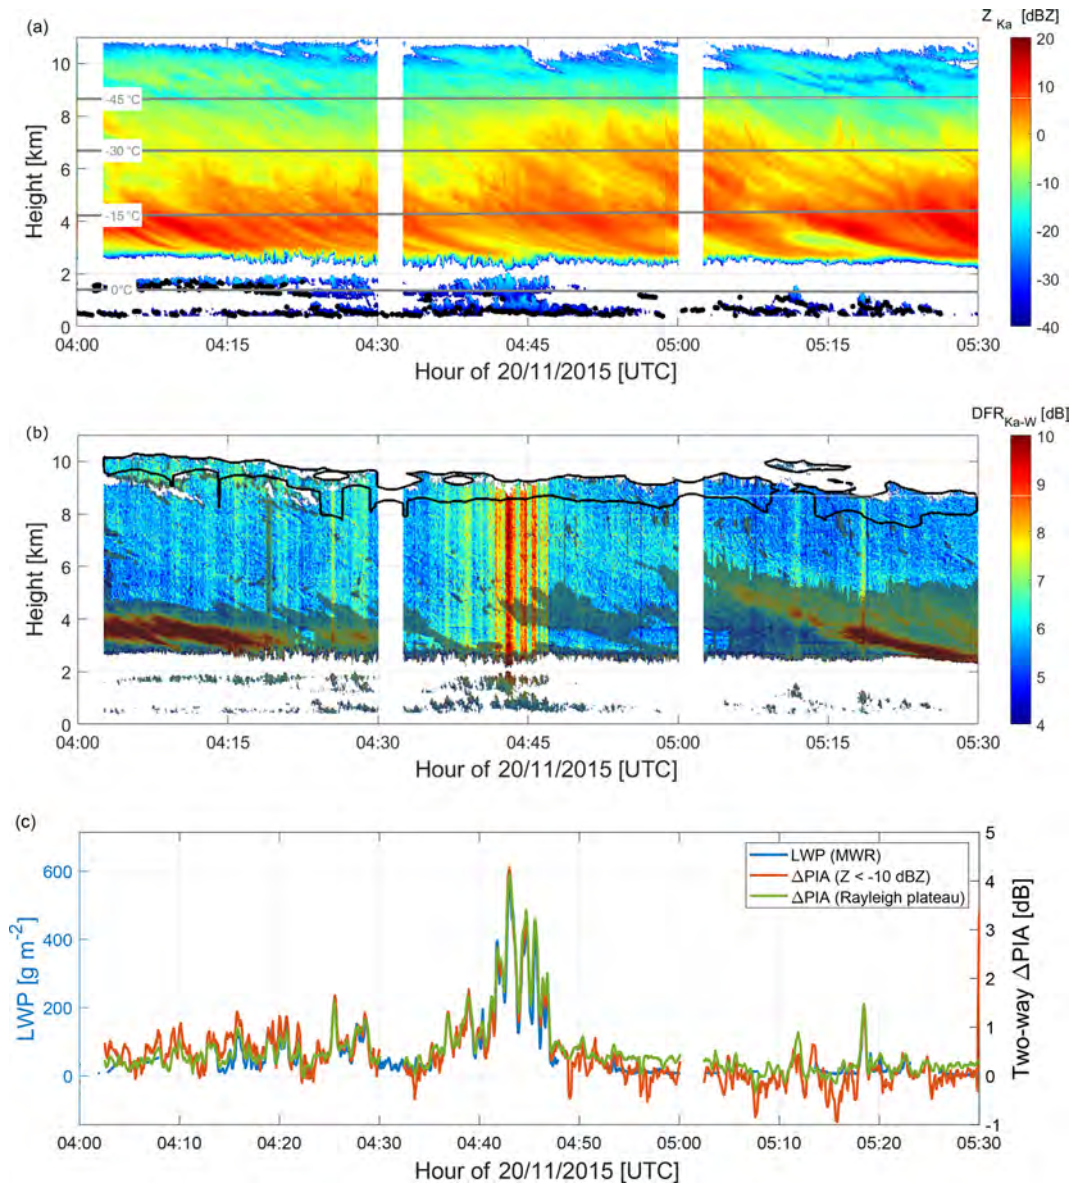 (a)
Z Ka [dBZ]
Height [km]
10
8
6
4
2
0
-45 °C
-30 °C
-15 °C
0°C
20
10
0
-10
-20
-30
-40
04:00 04:15 04:30 04:45 05:00 05:15 05:30
Hour of 20/11/2015 [UTC]
(b)
DFR Ka-W [dB]
Height [km]
10
8
6
4
2
0
10
9
8
7
6
5
4
04:00 04:15 04:30 04:45 05:00 05:15 05:30
Hour of 20/11/2015 [UTC]
(c)
LWP [g m-2]
600
400
200
0
LWP (MWR)
ΔPIA (Z < -10 dBZ)
ΔPIA (Rayleigh plateau)
5
4
3
2
1
0
-1
Two-way ΔPIA [dB]
04:00 04:10 04:20 04:30 04:40 04:50 05:00 05:10 05:20 05:30
Hour of 20/11/2015 [UTC]